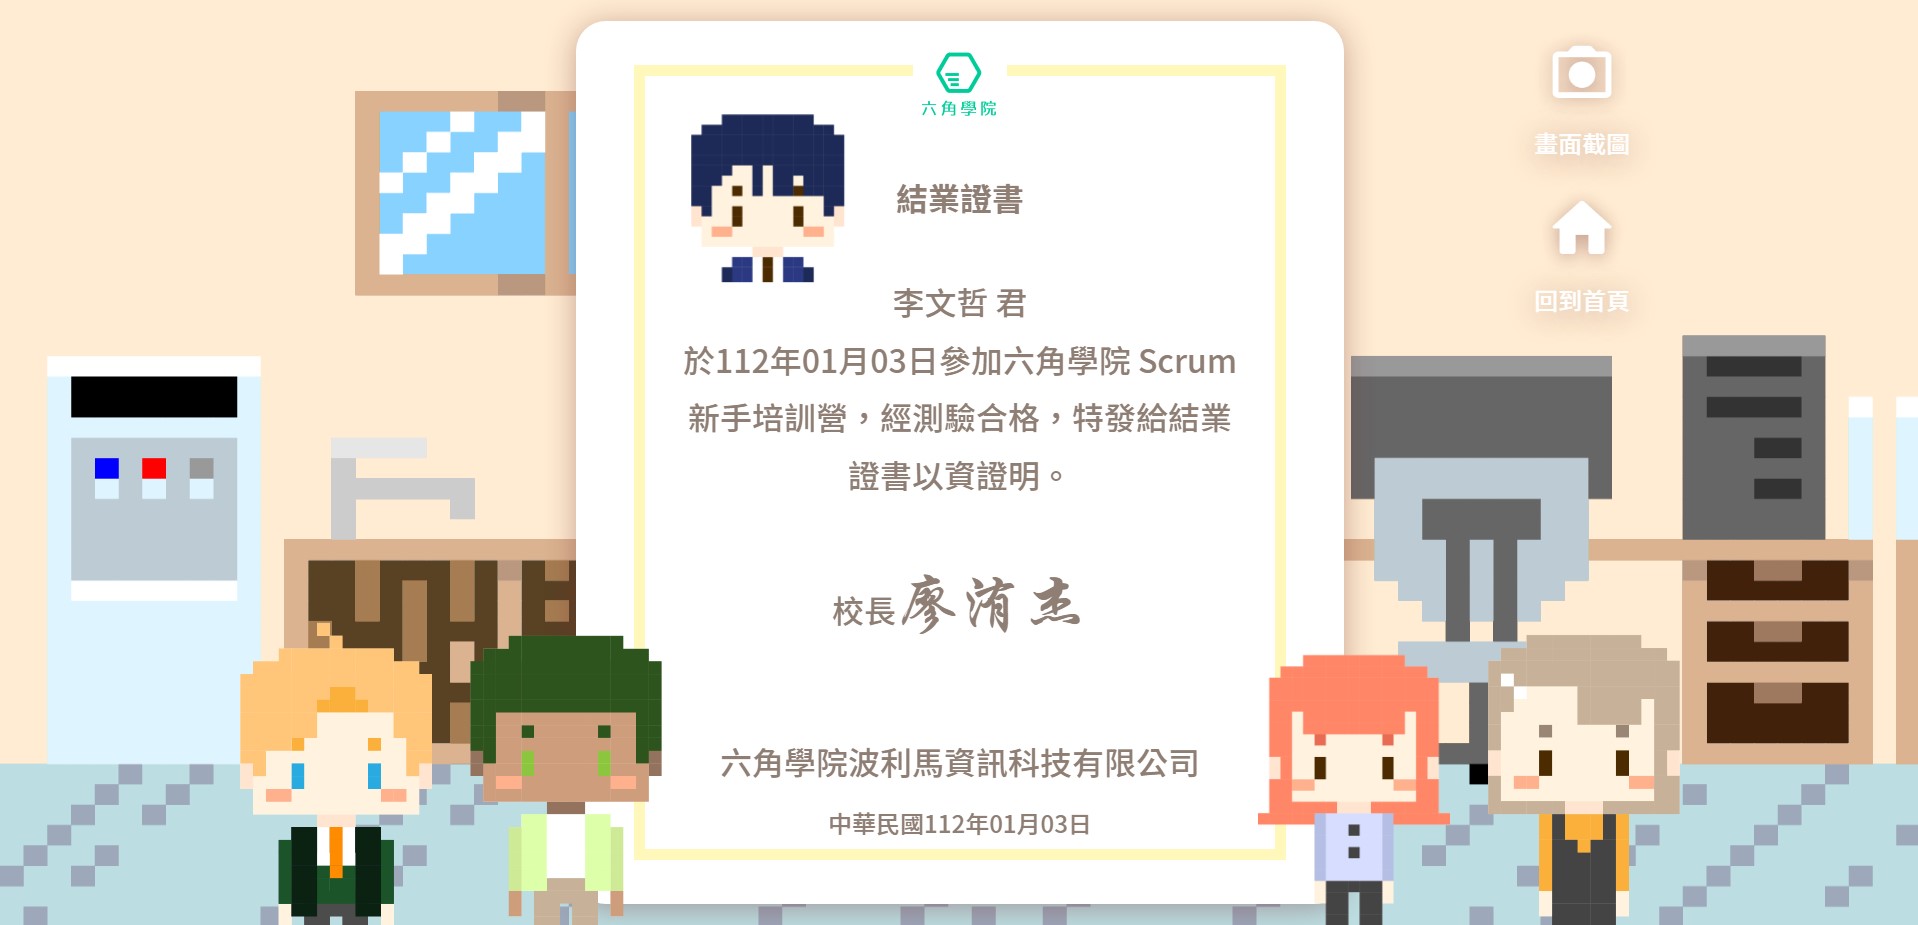 六角學院
畫面截圖
結業證書
回到首頁
李文哲 君
於112年01月03日參加六角學院 Scrum
新手培訓營，經測驗合格，特發給結業
證書以資證明。
校長廖洧杰
六角學院波利馬資訊科技有限公司
中華民國112年01月03日